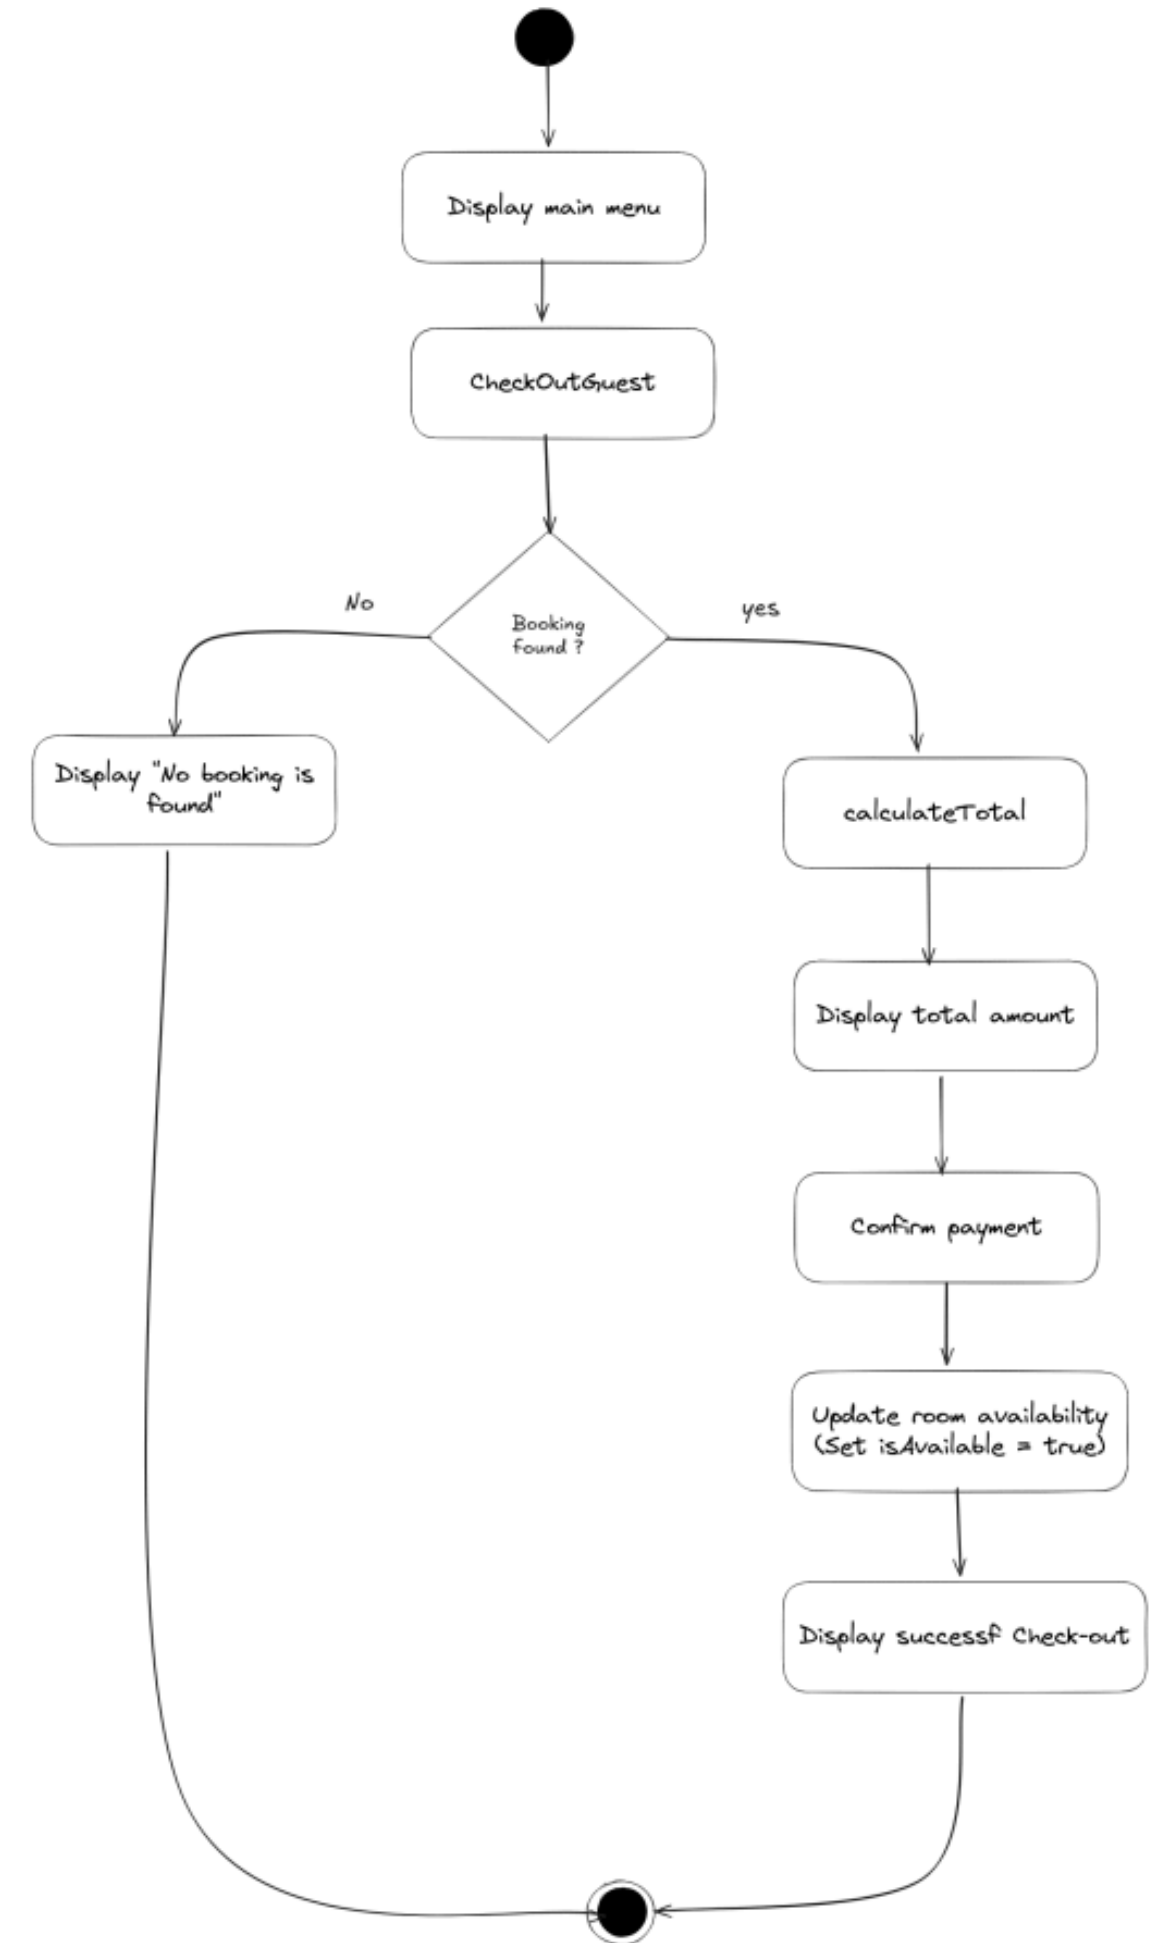 Display main menu
CheckOutGuest
Booking
found ?
No
yes
Display "No booking is
found"
calculateTotal
Display total amount
Confirm payment
Update room availability
(Set isAvailable = true)
Display successf Check-out